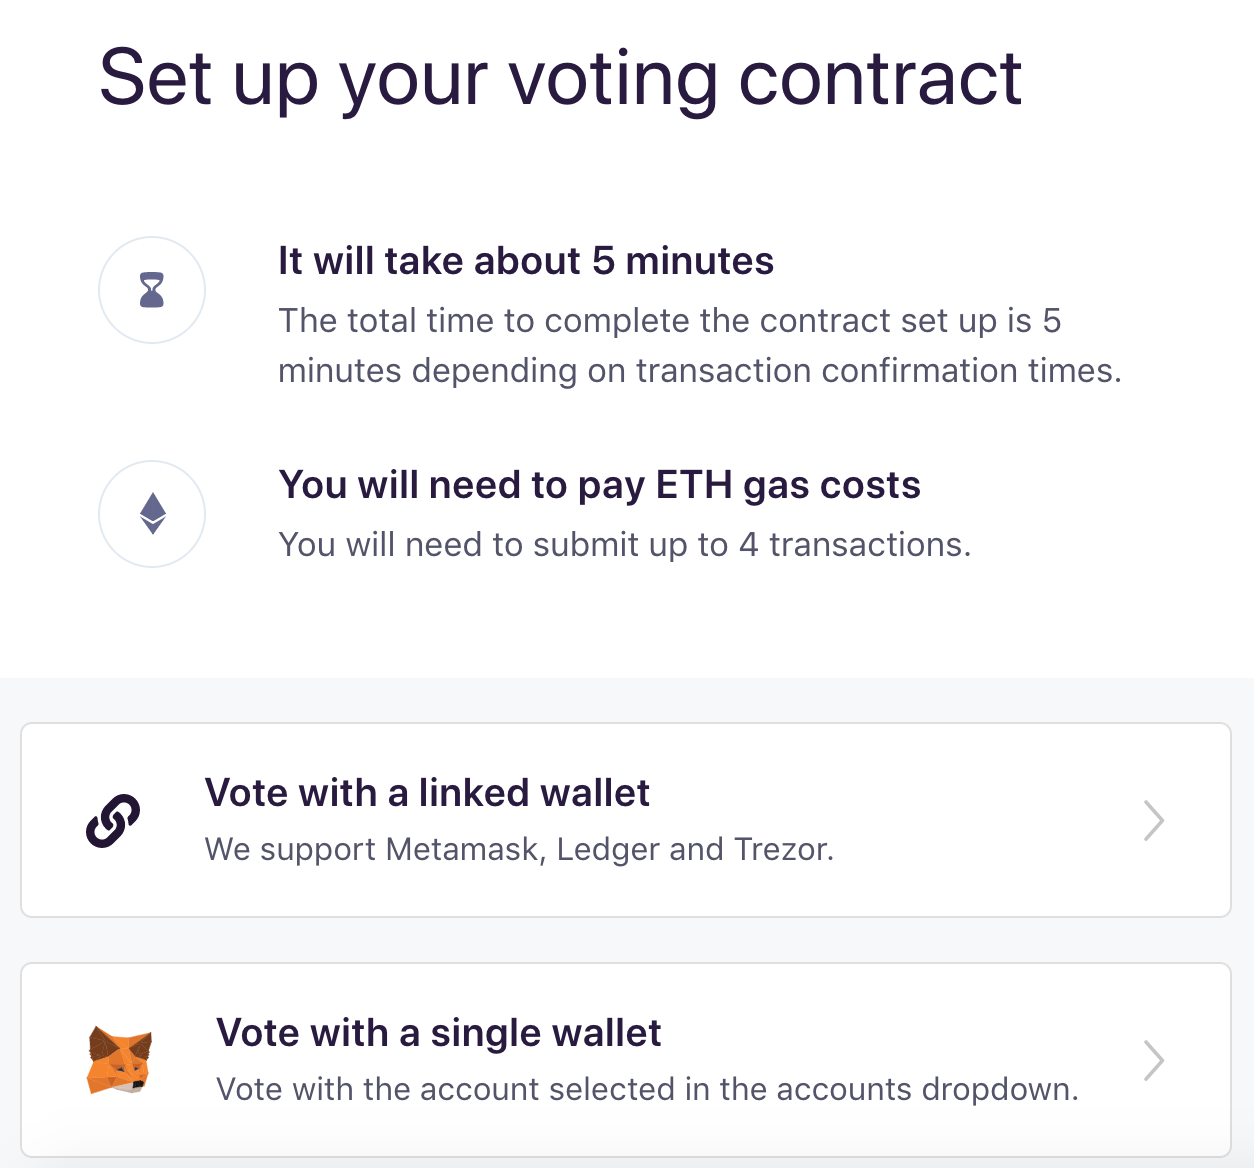 Set up your voting contract
It will take about 5 minutes
The total time to complete the contract set up is 5
minutes depending on transaction confirmation times.
You will need to pay ETH gas costs
You will need to submit up to 4 transactions.
Vote with a linked wallet
We support Metamask, Ledger and Trezor.
Vote with a single wallet
Vote with the account selected in the accounts dropdown.